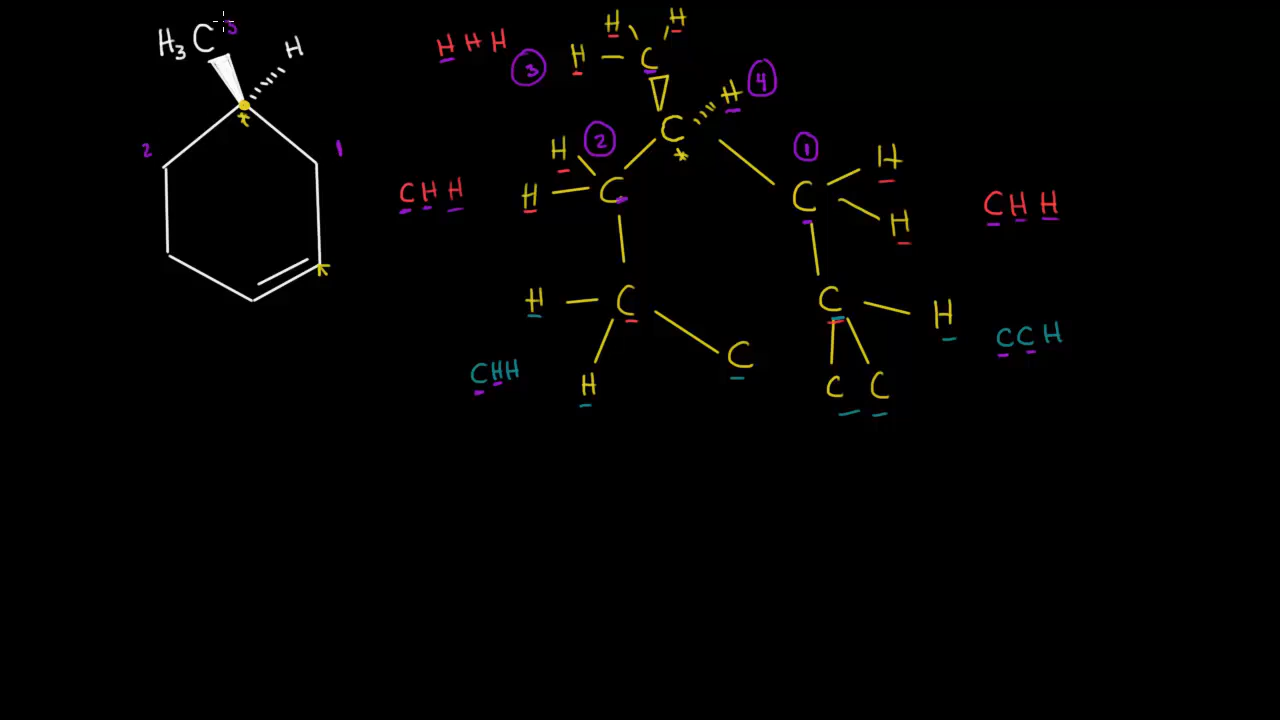 H₃C 3 H
2 1
*
*
H H H 3 H H H C
4 H
C
*
H 2 1 H
C H H H C C H C H H
H C C H C C H
C H H H C C C